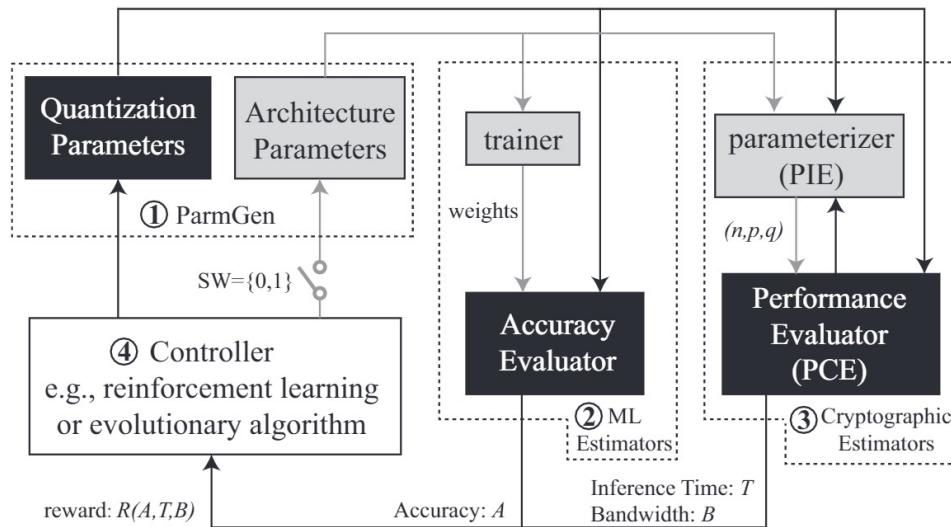 Quantization
Parameters
Architecture
Parameters
① ParmGen
trainer
parameterizer
(PIE)
weights
(n,p,q)
SW={0,1}
Accuracy
Evaluator
Performance
Evaluator
(PCE)
④ Controller
e.g., reinforcement learning
or evolutionary algorithm
② ML
Estimators
③ Cryptographic
Estimators
reward: R(A,T,B)
Accuracy: A
Inference Time: T
Bandwidth: B